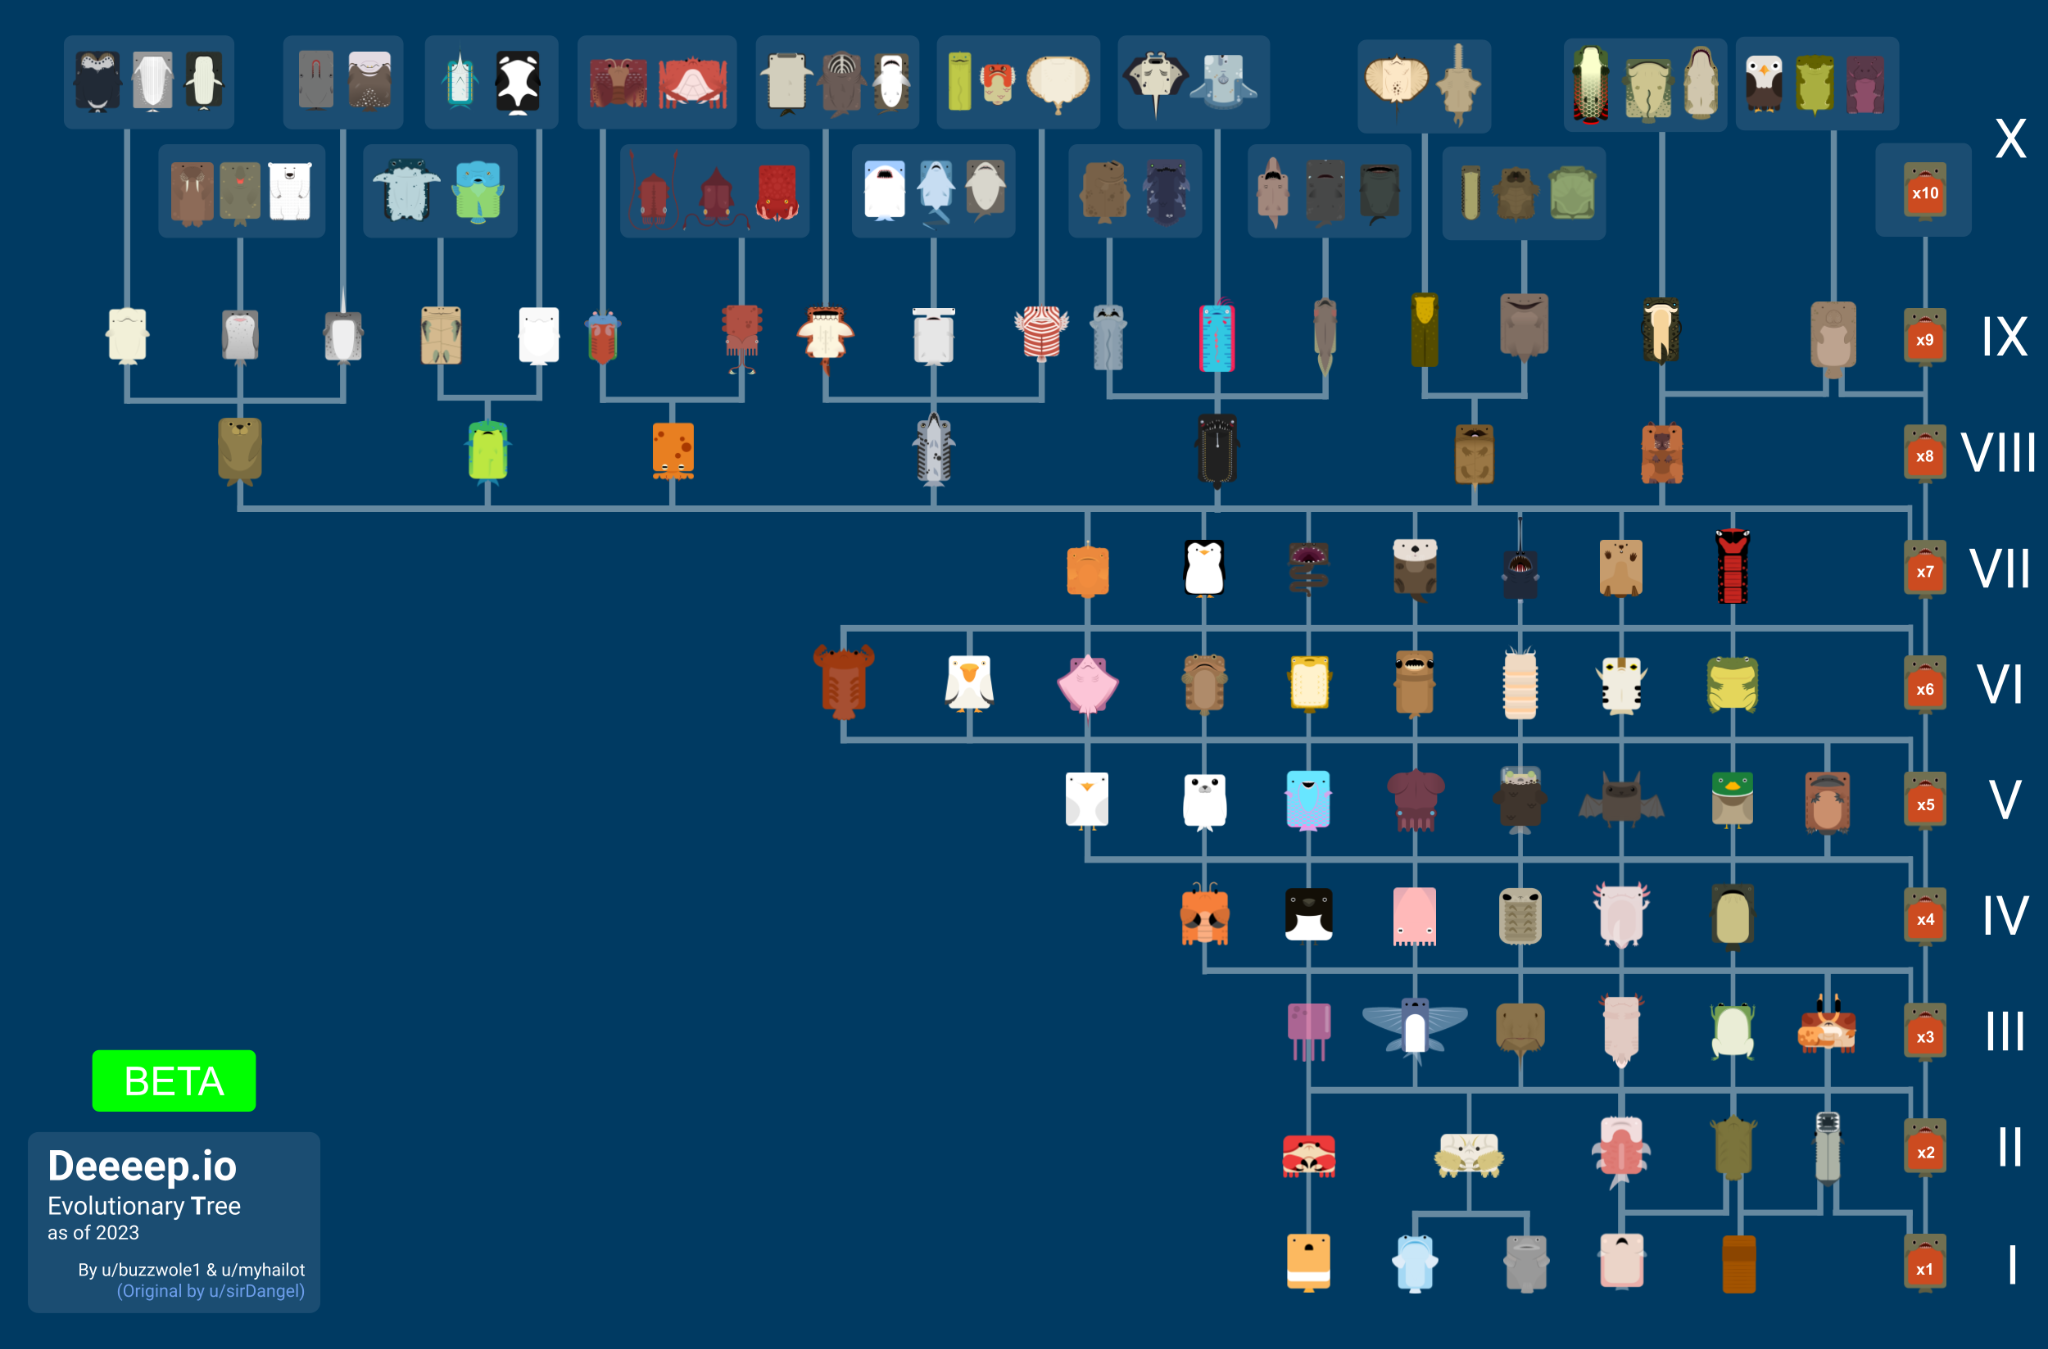 X
x10
IX
x9
VIII
x8
VII
x7
VI
x6
V
x5
IV
x4
III
x3
BETA
II
x2
Deeeep.io
Evolutionary Tree
as of 2023
I
x1
By u/buzzwole1 & u/myhailot
(Original by u/sirDangel)